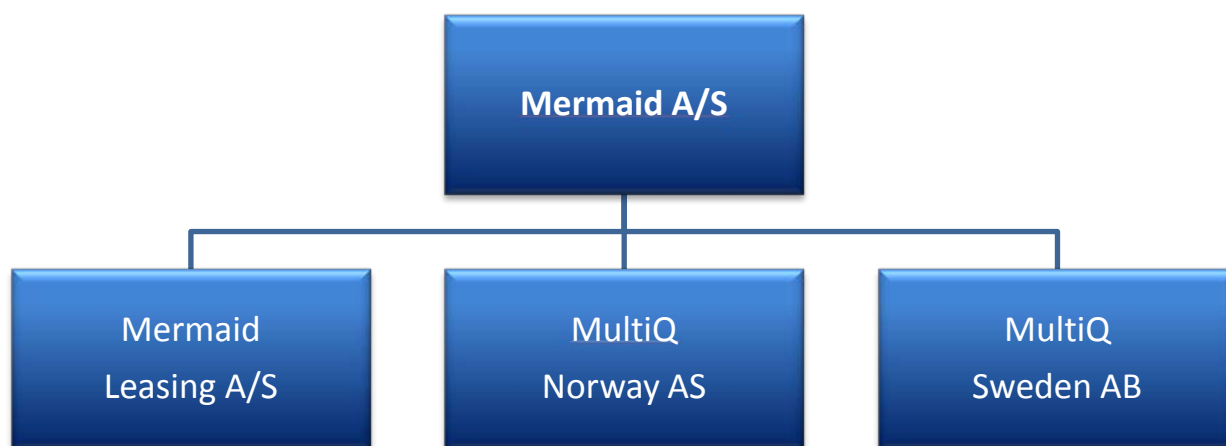 Mermaid A/S
Mermaid
Leasing A/S
MultiQ
Norway AS
MultiQ
Sweden AB